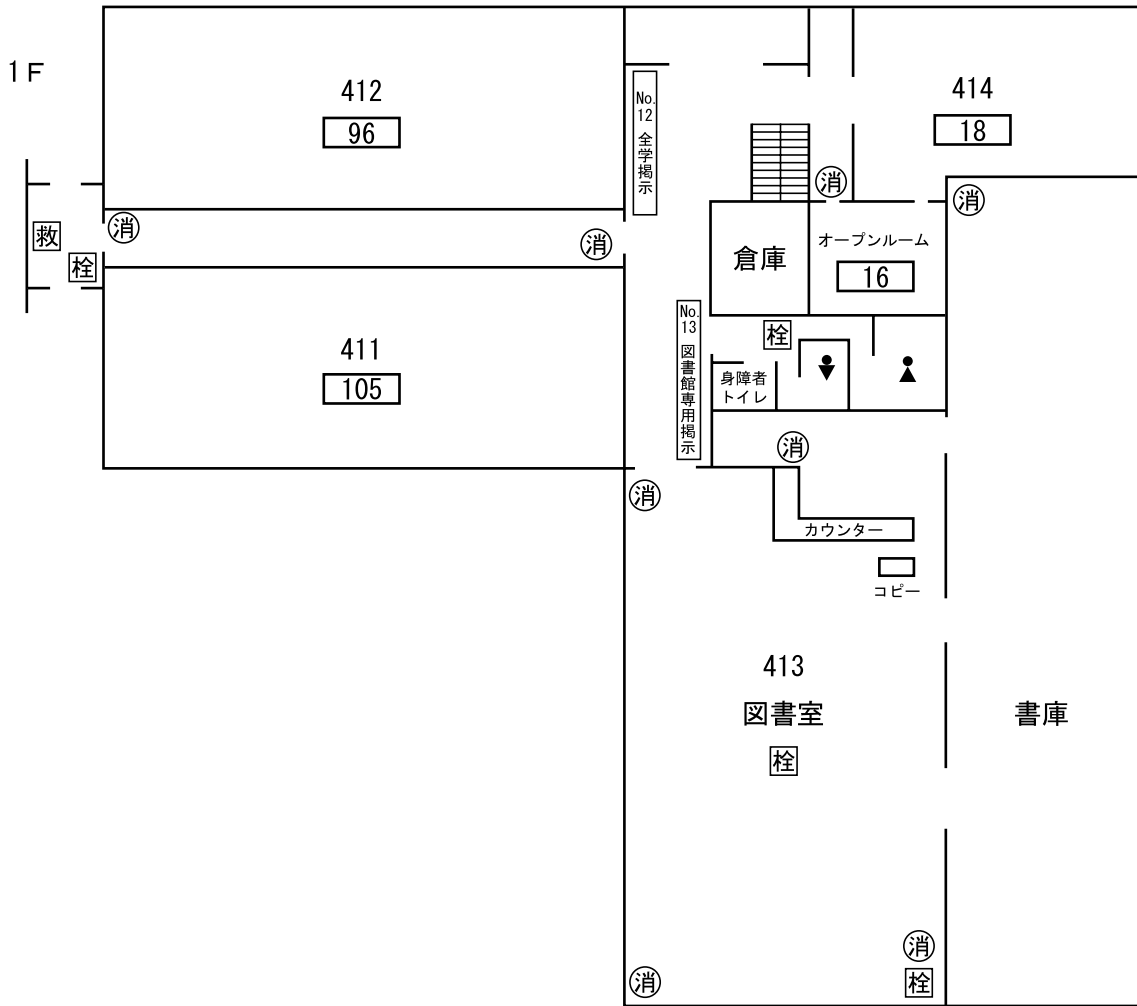 1F
412
96
No.12 全学掲示
414
18
消
消
救
消
消
栓
倉庫
オープンルーム
16
411
105
No.13 図書館専用掲示
栓
身障者
トイレ
消
消
カウンター
コピー
413
図書室
書庫
栓
消
消
栓